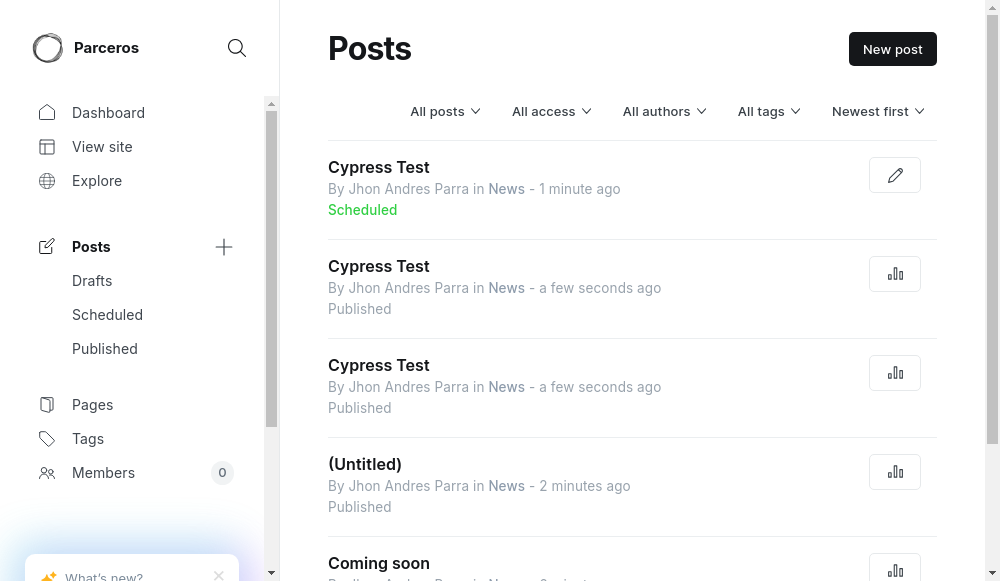 Parceros
Dashboard
View site
Explore
Posts
Drafts
Scheduled
Published
Pages
Tags
Members 0
What's new?
Posts
New post
All posts All access All authors All tags Newest first
Cypress Test
By Jhon Andres Parra in News - 1 minute ago
Scheduled
Cypress Test
By Jhon Andres Parra in News - a few seconds ago
Published
Cypress Test
By Jhon Andres Parra in News - a few seconds ago
Published
(Untitled)
By Jhon Andres Parra in News - 2 minutes ago
Published
Coming soon